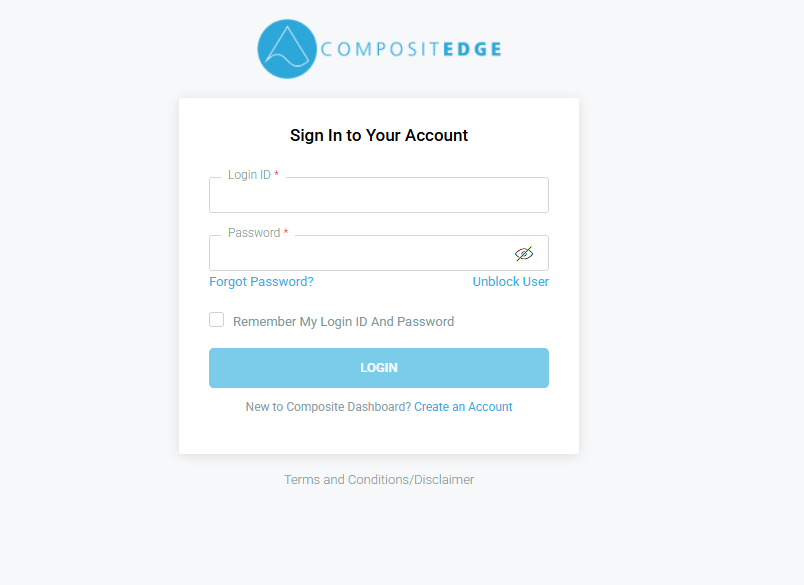 COMPOSITEDGE
Sign In to Your Account
Login ID *
Password *
Forgot Password? Unblock User
Remember My Login ID And Password
LOGIN
New to Composite Dashboard? Create an Account
Terms and Conditions/Disclaimer